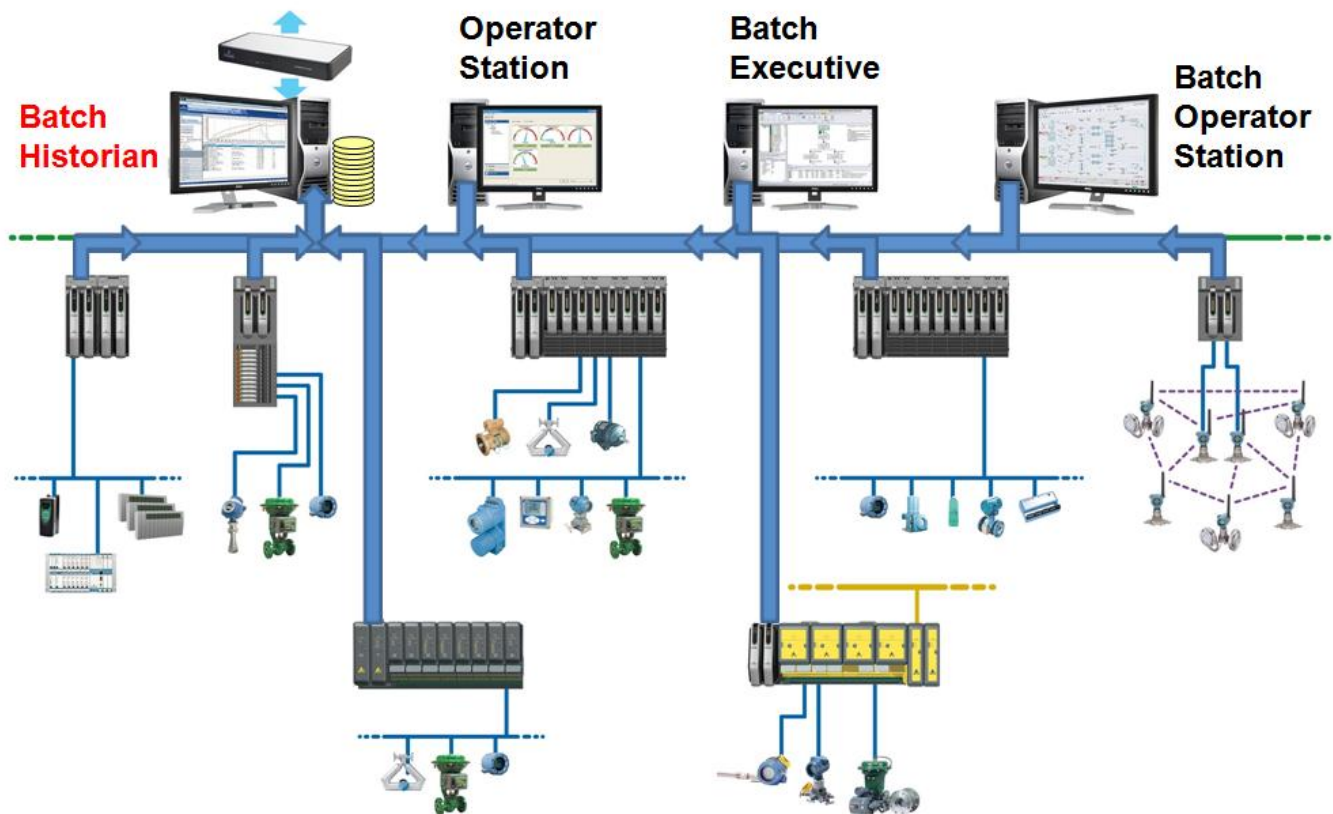 Operator
Station
Batch
Executive
Batch
Operator
Station
Batch
Historian